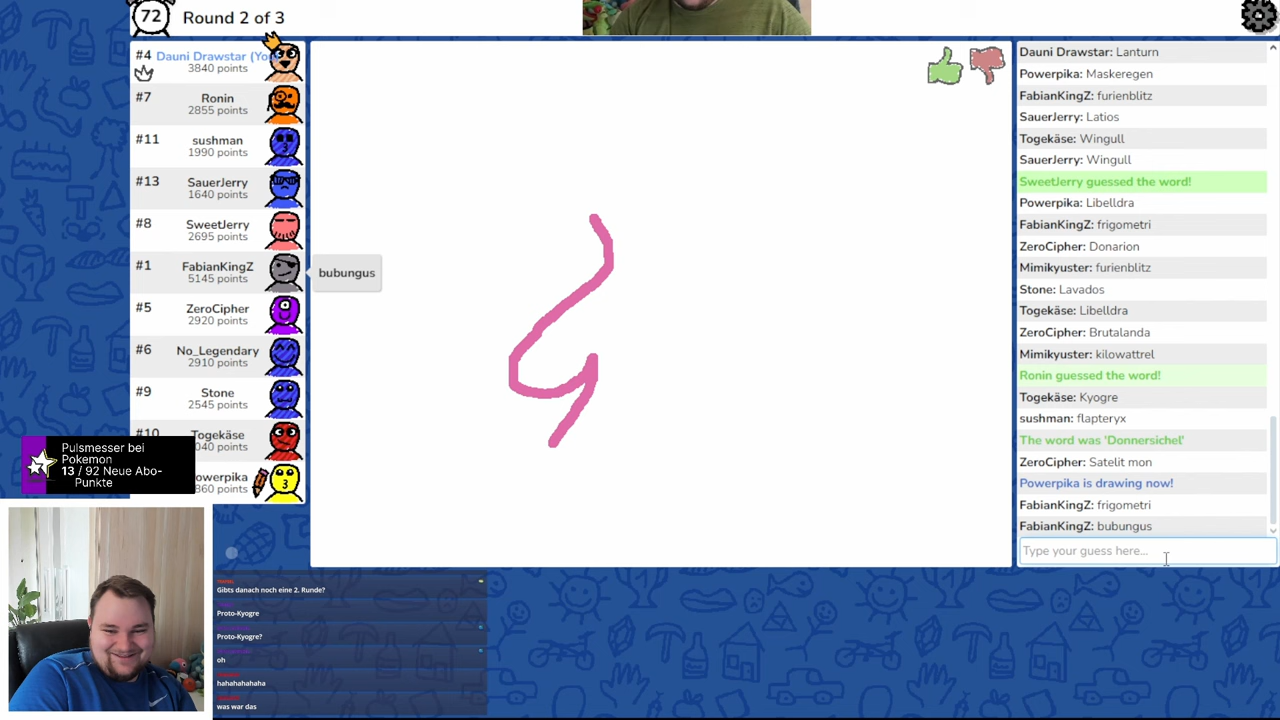 72
Round 2 of 3
#4
Dauni Drawstar (You
3840 points
#7
Ronin
2855 points
#11
sushman
1990 points
#13
SauerJerry
1640 points
#8
SweetJerry
2695 points
#1
FabianKingZ
5145 points
bubungus
#5
ZeroCipher
2920 points
#6
No_Legendary
2910 points
#9
Stone
2545 points
#10
Togekäse
040 points
owerpika
860 points
Pulsmesser bei
Pokemon
13 / 92 Neue Abo-
Punkte
Dauni Drawstar: Lanturn
Powerpika: Maskeregen
FabianKingZ: furienblitz
SauerJerry: Latios
Togekäse: Wingull
SauerJerry: Wingull
SweetJerry guessed the word!
Powerpika: Libelldra
FabianKingZ: frigometri
ZeroCipher: Donarion
Mimikyuster: furienblitz
Stone: Lavados
Togekäse: Libelldra
ZeroCipher: Brutalanda
Mimikyuster: kilowattrel
Ronin guessed the word!
Togekäse: Kyogre
sushman: flapteryx
The word was 'Donnersichel'
ZeroCipher: Satelit mon
Powerpika is drawing now!
FabianKingZ: frigometri
FabianKingZ: bubungus
Type your guess here...
Gibts danach noch eine 2. Runde?
Proto-Kyogre
Proto-Kyogre?
oh
hahahahahaha
was war das